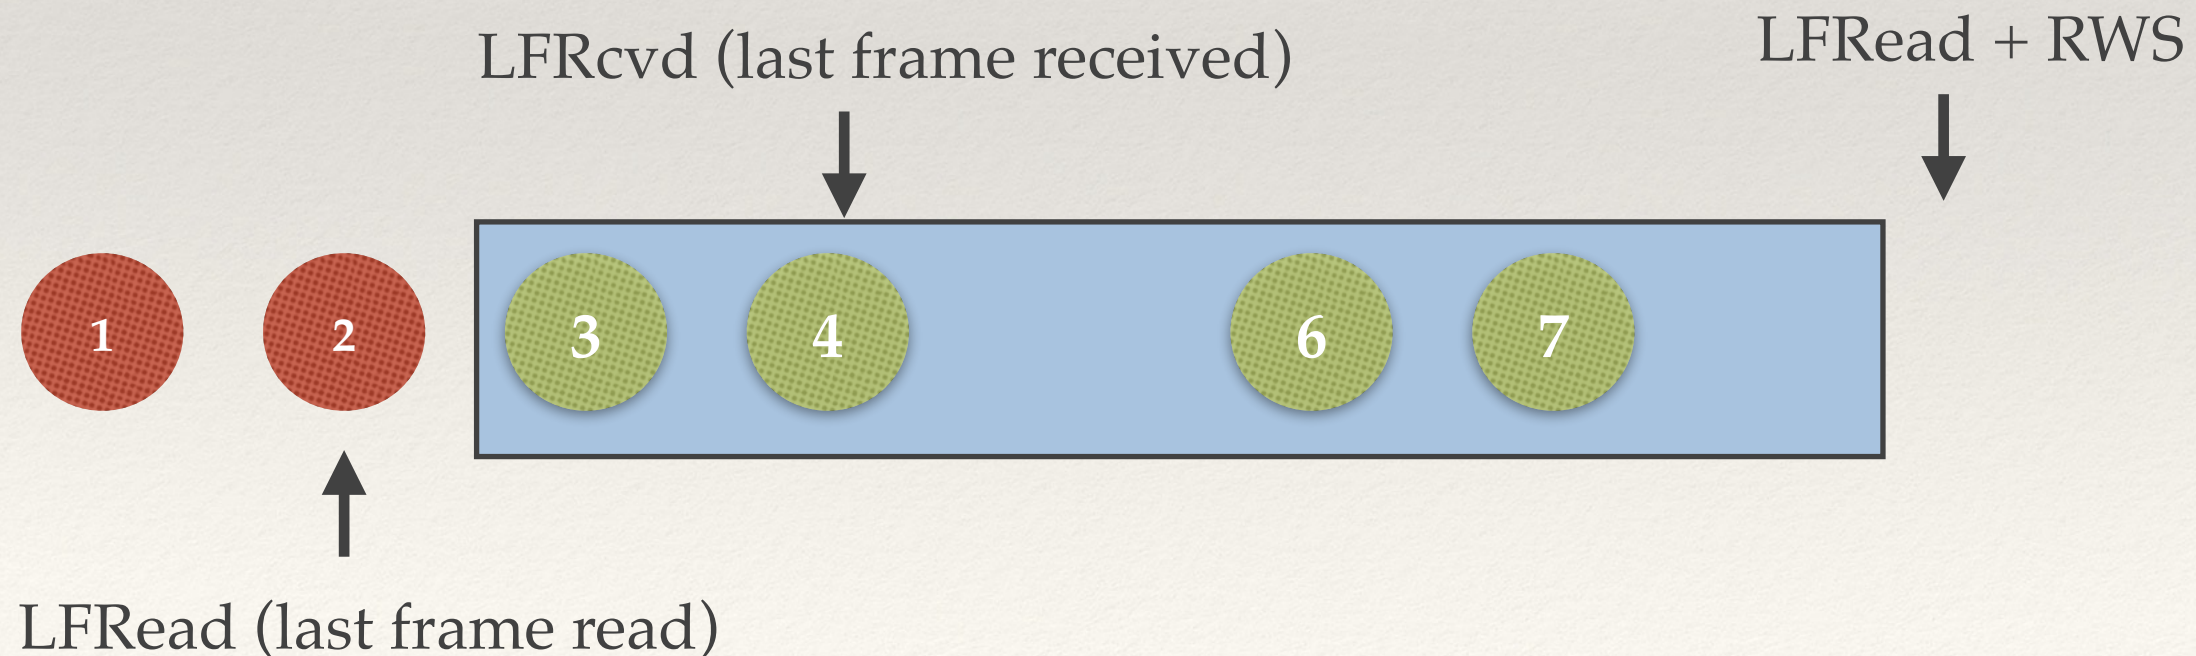 LFRcvd (last frame received)
LFRead + RWS
1 2 3 4 6 7
LFRead (last frame read)